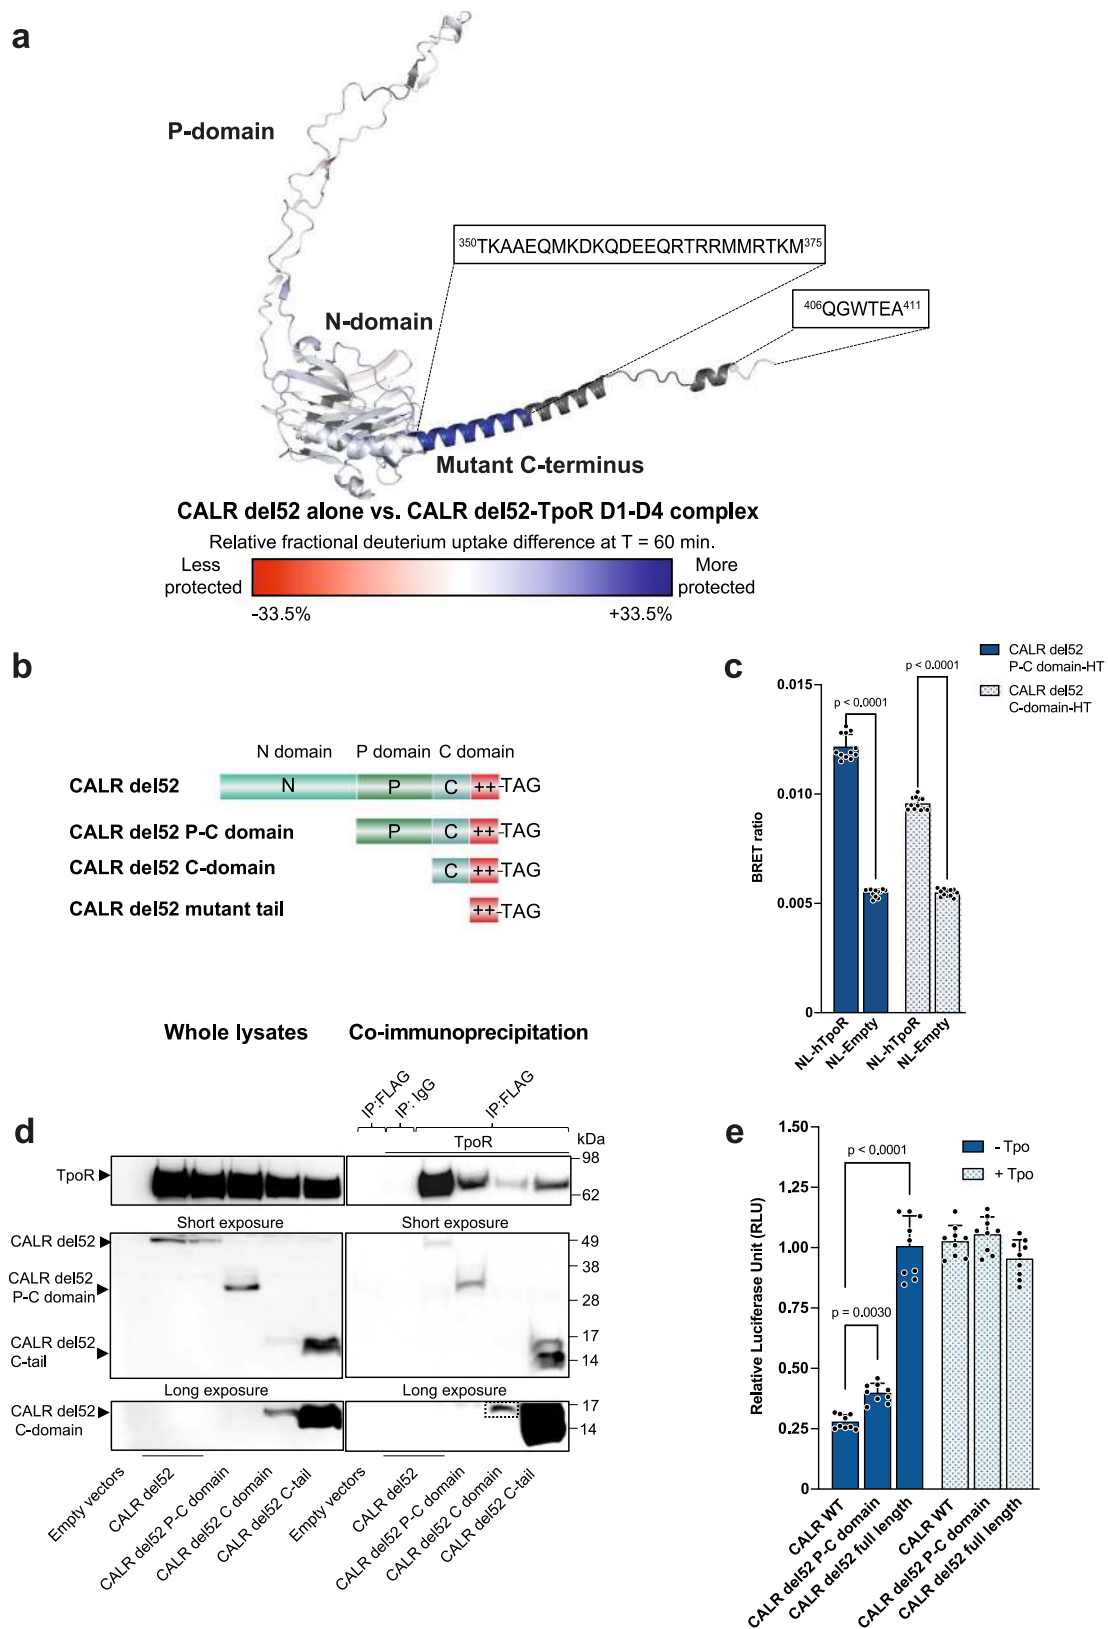 a
P-domain
³⁵⁰TKAAEQMKDKQDEEQRTRRMMRTKM³⁷⁵
⁴⁰⁶QGWTEA⁴¹¹
N-domain
Mutant C-terminus
CALR del52 alone vs. CALR del52-TpoR D1-D4 complex
Relative fractional deuterium uptake difference at T = 60 min.
Less protected
More protected
-33.5%
+33.5%
b
N domain P domain C domain
CALR del52 N P C ++ -TAG
CALR del52 P-C domain P C ++ -TAG
CALR del52 C-domain C ++ -TAG
CALR del52 mutant tail ++ -TAG
c
CALR del52
P-C domain-HT
CALR del52
C-domain-HT
p < 0.0001
p < 0.0001
BRET ratio
0.015
0.010
0.005
0
NL-hTpoR
NL-Empty
NL-hTpoR
NL-Empty
d
Whole lysates
Co-immunoprecipitation
IP:FLAG
IP: IgG
IP:FLAG
TpoR
kDa
TpoR
98
62
Short exposure
Short exposure
CALR del52
CALR del52
P-C domain
CALR del52
C-tail
49
38
28
17
14
Long exposure
Long exposure
CALR del52
C-domain
17
14
Empty vectors
CALR del52
CALR del52 P-C domain
CALR del52 C domain
CALR del52 C-tail
Empty vectors
CALR del52
CALR del52 P-C domain
CALR del52 C domain
CALR del52 C-tail
e
- Tpo
+ Tpo
p < 0.0001
p = 0.0030
Relative Luciferase Unit (RLU)
1.50
1.25
1.00
0.75
0.50
0.25
0
CALR WT
CALR del52 P-C domain
CALR del52 full length
CALR WT
CALR del52 P-C domain
CALR del52 full length